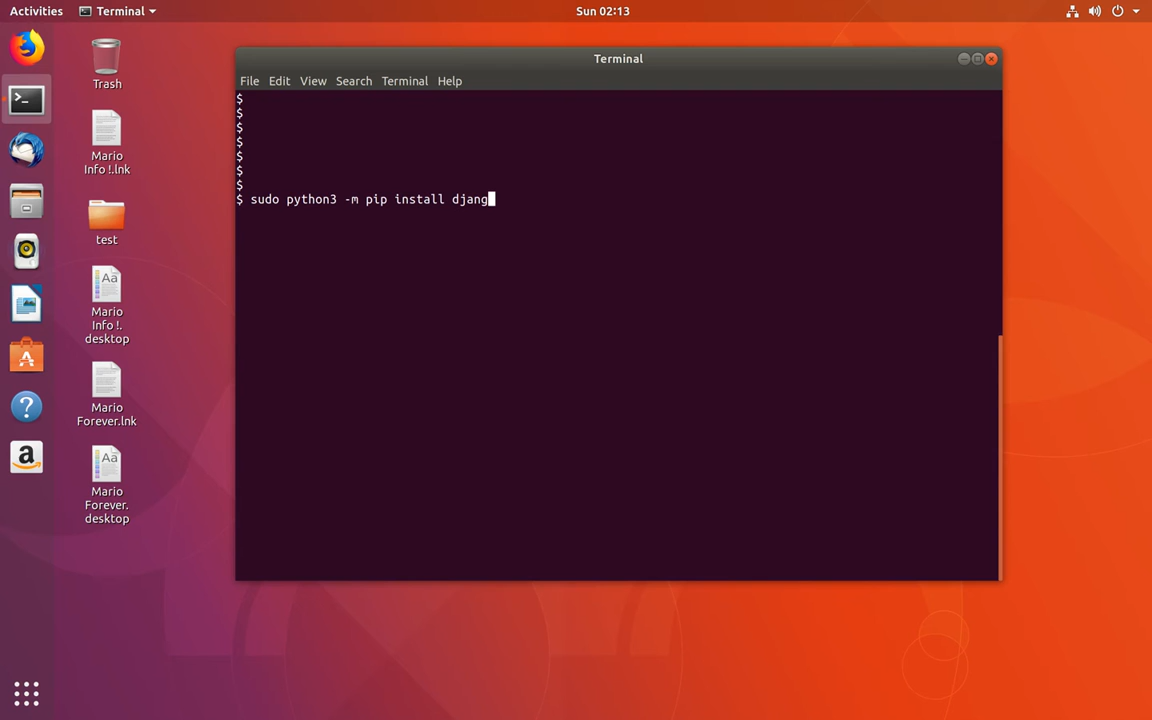 Activities Terminal Sun 02:13
Trash
Mario
Info !.lnk
test
Mario
Info !.
desktop
Mario
Forever.lnk
Mario
Forever.
desktop
Terminal
File Edit View Search Terminal Help
$
$
$
$
$
$
$
$ sudo python3 -m pip install djang